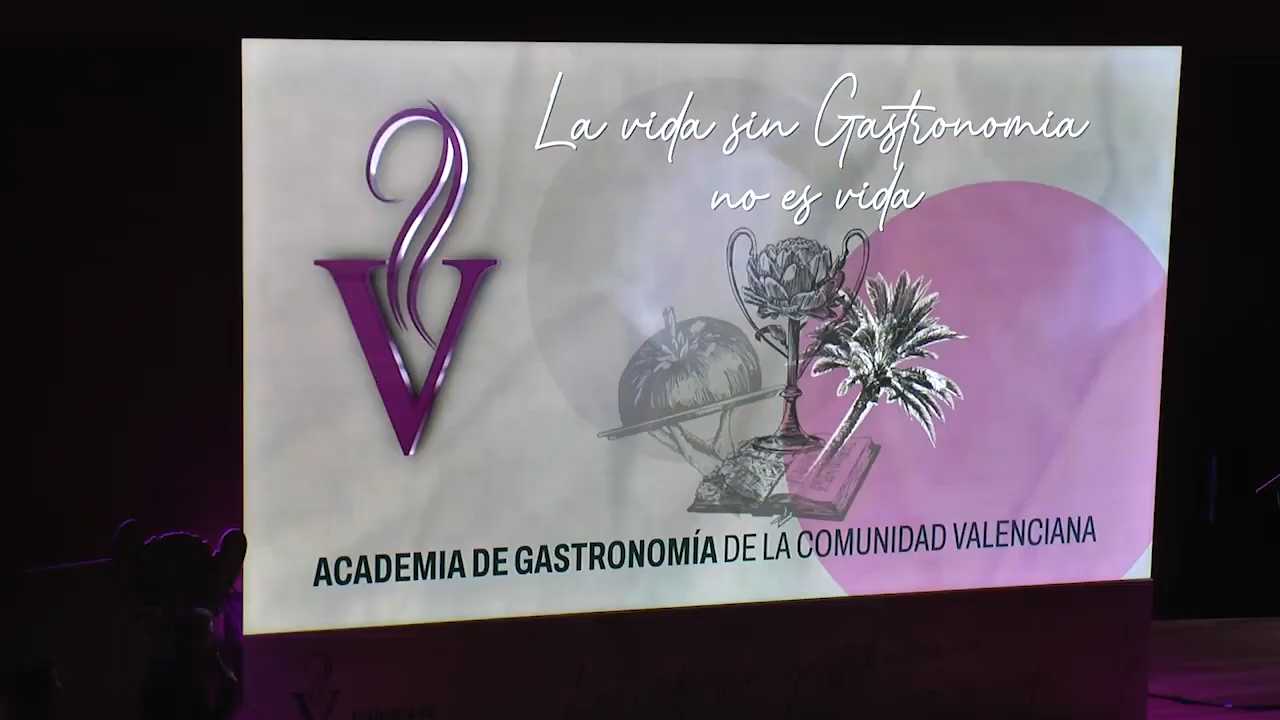 La vida sin Gastronomia
no es vida
V
ACADEMIA DE GASTRONOMÍA DE LA COMUNIDAD VALENCIANA